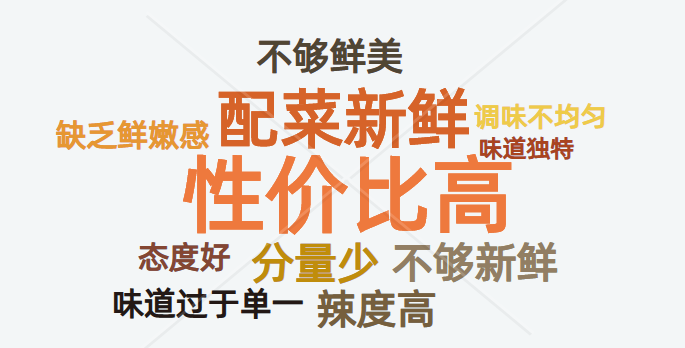 不够鲜美
配菜新鲜
调味不均匀
缺乏鲜嫩感
味道独特
性价比高
态度好
分量少
不够新鲜
味道过于单一
辣度高